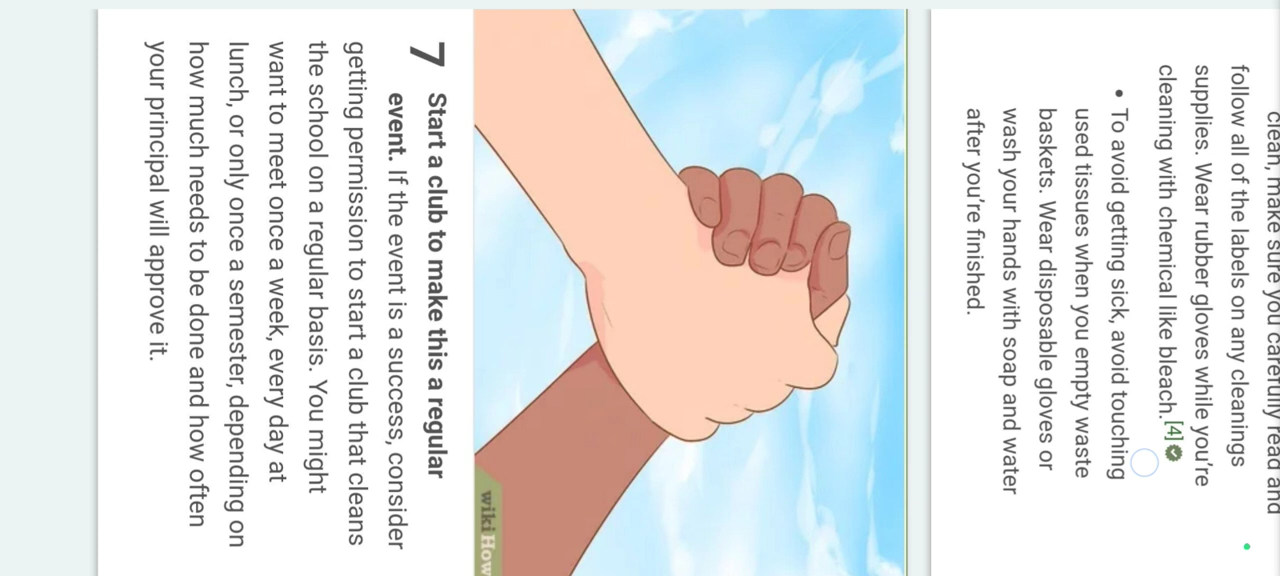 clean, make sure you carefully read and
follow all of the labels on any cleanings
supplies. Wear rubber gloves while you're
cleaning with chemical like bleach.[4]
• To avoid getting sick, avoid touching
used tissues when you empty waste
baskets. Wear disposable gloves or
wash your hands with soap and water
after you're finished.
wikiHow
7 Start a club to make this a regular
event. If the event is a success, consider
getting permission to start a club that cleans
the school on a regular basis. You might
want to meet once a week, every day at
lunch, or only once a semester, depending on
how much needs to be done and how often
your principal will approve it.